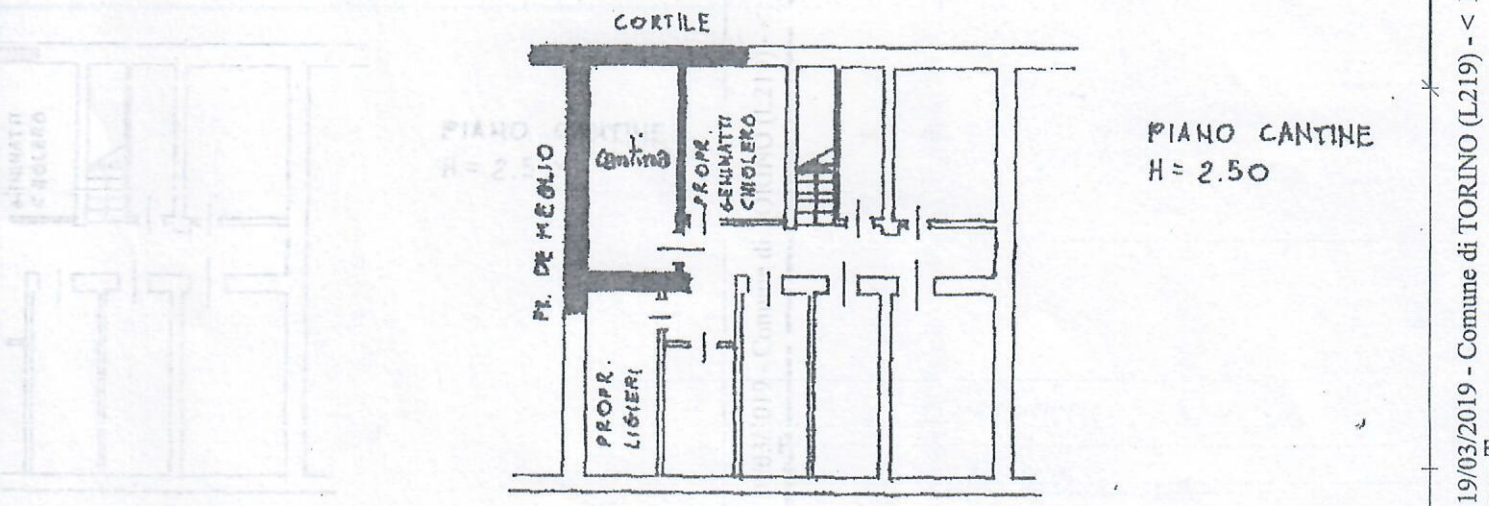 CORTILE
PR. DE MEGLIO
Cantina
PROPR.
GEMINATTI
CHIOLERO
PROPR.
LIGIERI
PIANO CANTINE
H = 2.50
19/03/2019 - Comune di TORINO (L219) - <